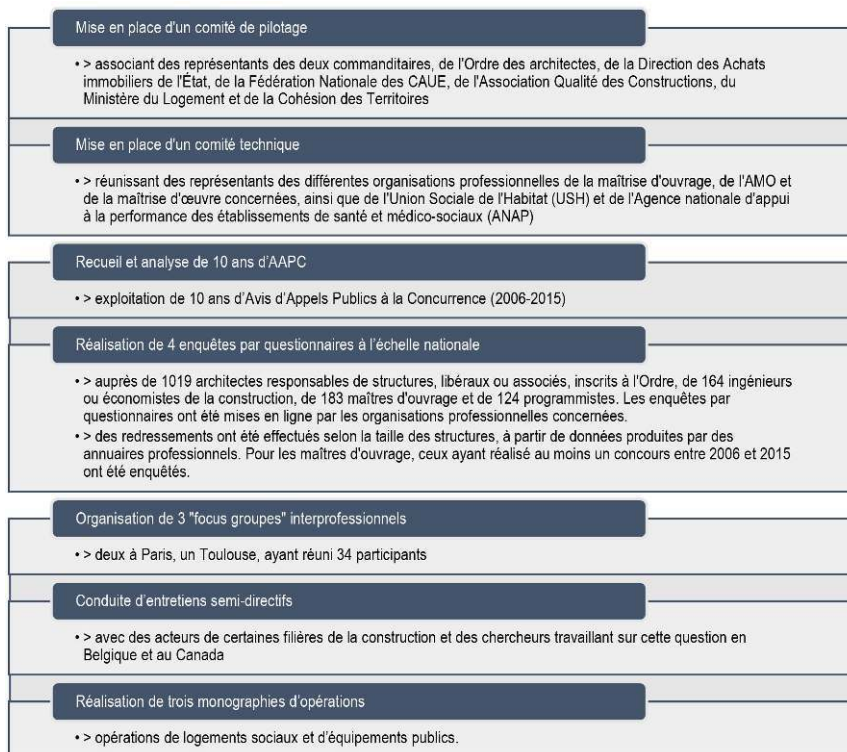 Mise en place d'un comité de pilotage
• > associant des représentants des deux commanditaires, de l'Ordre des architectes, de la Direction des Achats
immobiliers de l'État, de la Fédération Nationale des CAUE, de l'Association Qualité des Constructions, du
Ministère du Logement et de la Cohésion des Territoires
Mise en place d'un comité technique
• > réunissant des représentants des différentes organisations professionnelles de la maîtrise d'ouvrage, de l'AMO et
de la maîtrise d'œuvre concernées, ainsi que de l'Union Sociale de l'Habitat (USH) et de l'Agence nationale d'appui
à la performance des établissements de santé et médico-sociaux (ANAP)
Recueil et analyse de 10 ans d'AAPC
• > exploitation de 10 ans d'Avis d'Appels Publics à la Concurrence (2006-2015)
Réalisation de 4 enquêtes par questionnaires à l'échelle nationale
• > auprès de 1019 architectes responsables de structures, libéraux ou associés, inscrits à l'Ordre, de 164 ingénieurs
ou économistes de la construction, de 183 maîtres d'ouvrage et de 124 programmistes. Les enquêtes par
questionnaires ont été mises en ligne par les organisations professionnelles concernées.
• > des redressements ont été effectués selon la taille des structures, à partir de données produites par des
annuaires professionnels. Pour les maîtres d'ouvrage, ceux ayant réalisé au moins un concours entre 2006 et 2015
ont été enquêtés.
Organisation de 3 "focus groupes" interprofessionnels
• > deux à Paris, un Toulouse, ayant réuni 34 participants
Conduite d'entretiens semi-directifs
• > avec des acteurs de certaines filières de la construction et des chercheurs travaillant sur cette question en
Belgique et au Canada
Réalisation de trois monographies d'opérations
• > opérations de logements sociaux et d'équipements publics.